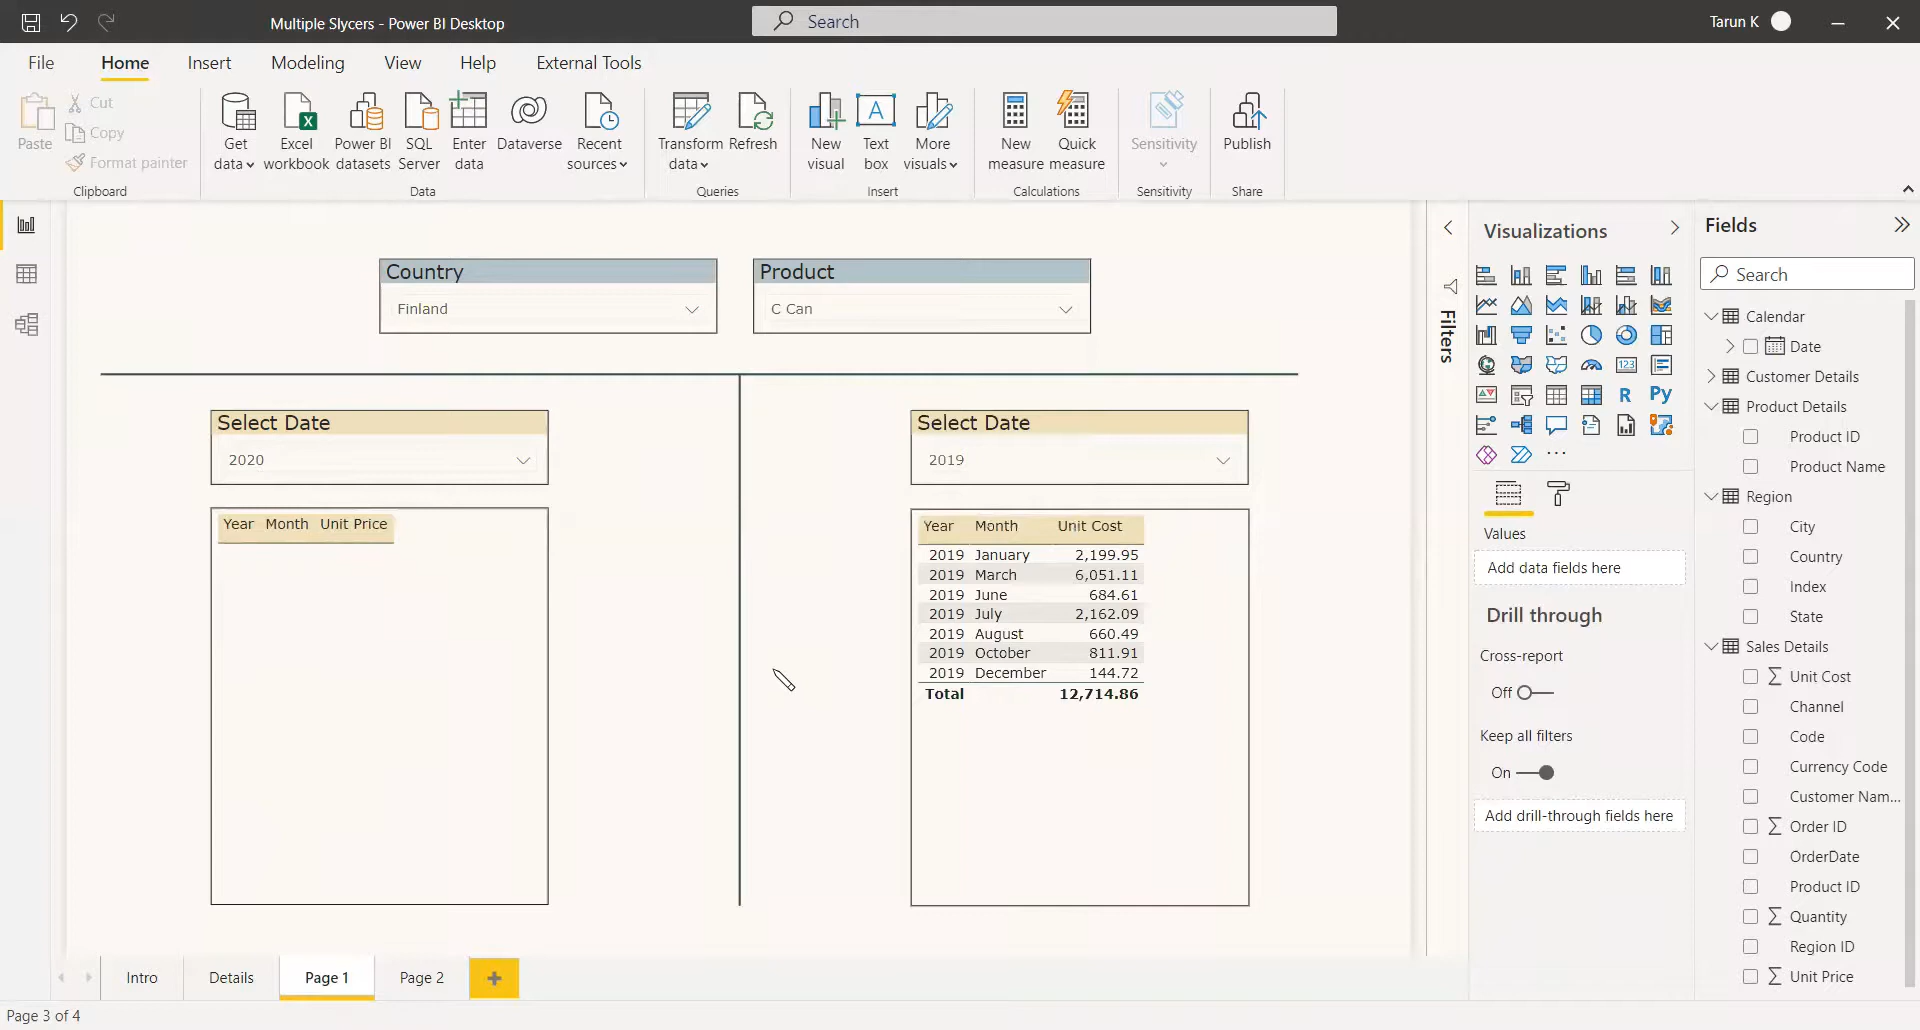 Multiple Slycers - Power BI Desktop
Search
Tarun K
File Home Insert Modeling View Help External Tools
Paste
Cut
Copy
Format painter
Clipboard
Get data
Excel workbook
Power BI datasets
SQL Server
Enter data
Dataverse
Recent sources
Data
Transform data
Refresh
Queries
New visual
Text box
More visuals
Insert
New measure
Quick measure
Calculations
Sensitivity
Sensitivity
Publish
Share
Country
Finland
Product
C Can
Select Date
2020
Year Month Unit Price
Select Date
2019
Year Month Unit Cost
2019 January 2,199.95
2019 March 6,051.11
2019 June 684.61
2019 July 2,162.09
2019 August 660.49
2019 October 811.91
2019 December 144.72
Total 12,714.86
Filters
Visualizations
123
R
Py
Values
Add data fields here
Drill through
Cross-report
Off
Keep all filters
On
Add drill-through fields here
Fields
Search
Calendar
Date
Customer Details
Product Details
Product ID
Product Name
Region
City
Country
Index
State
Sales Details
Unit Cost
Channel
Code
Currency Code
Customer Nam...
Order ID
OrderDate
Product ID
Quantity
Region ID
Unit Price
Intro Details Page 1 Page 2
Page 3 of 4